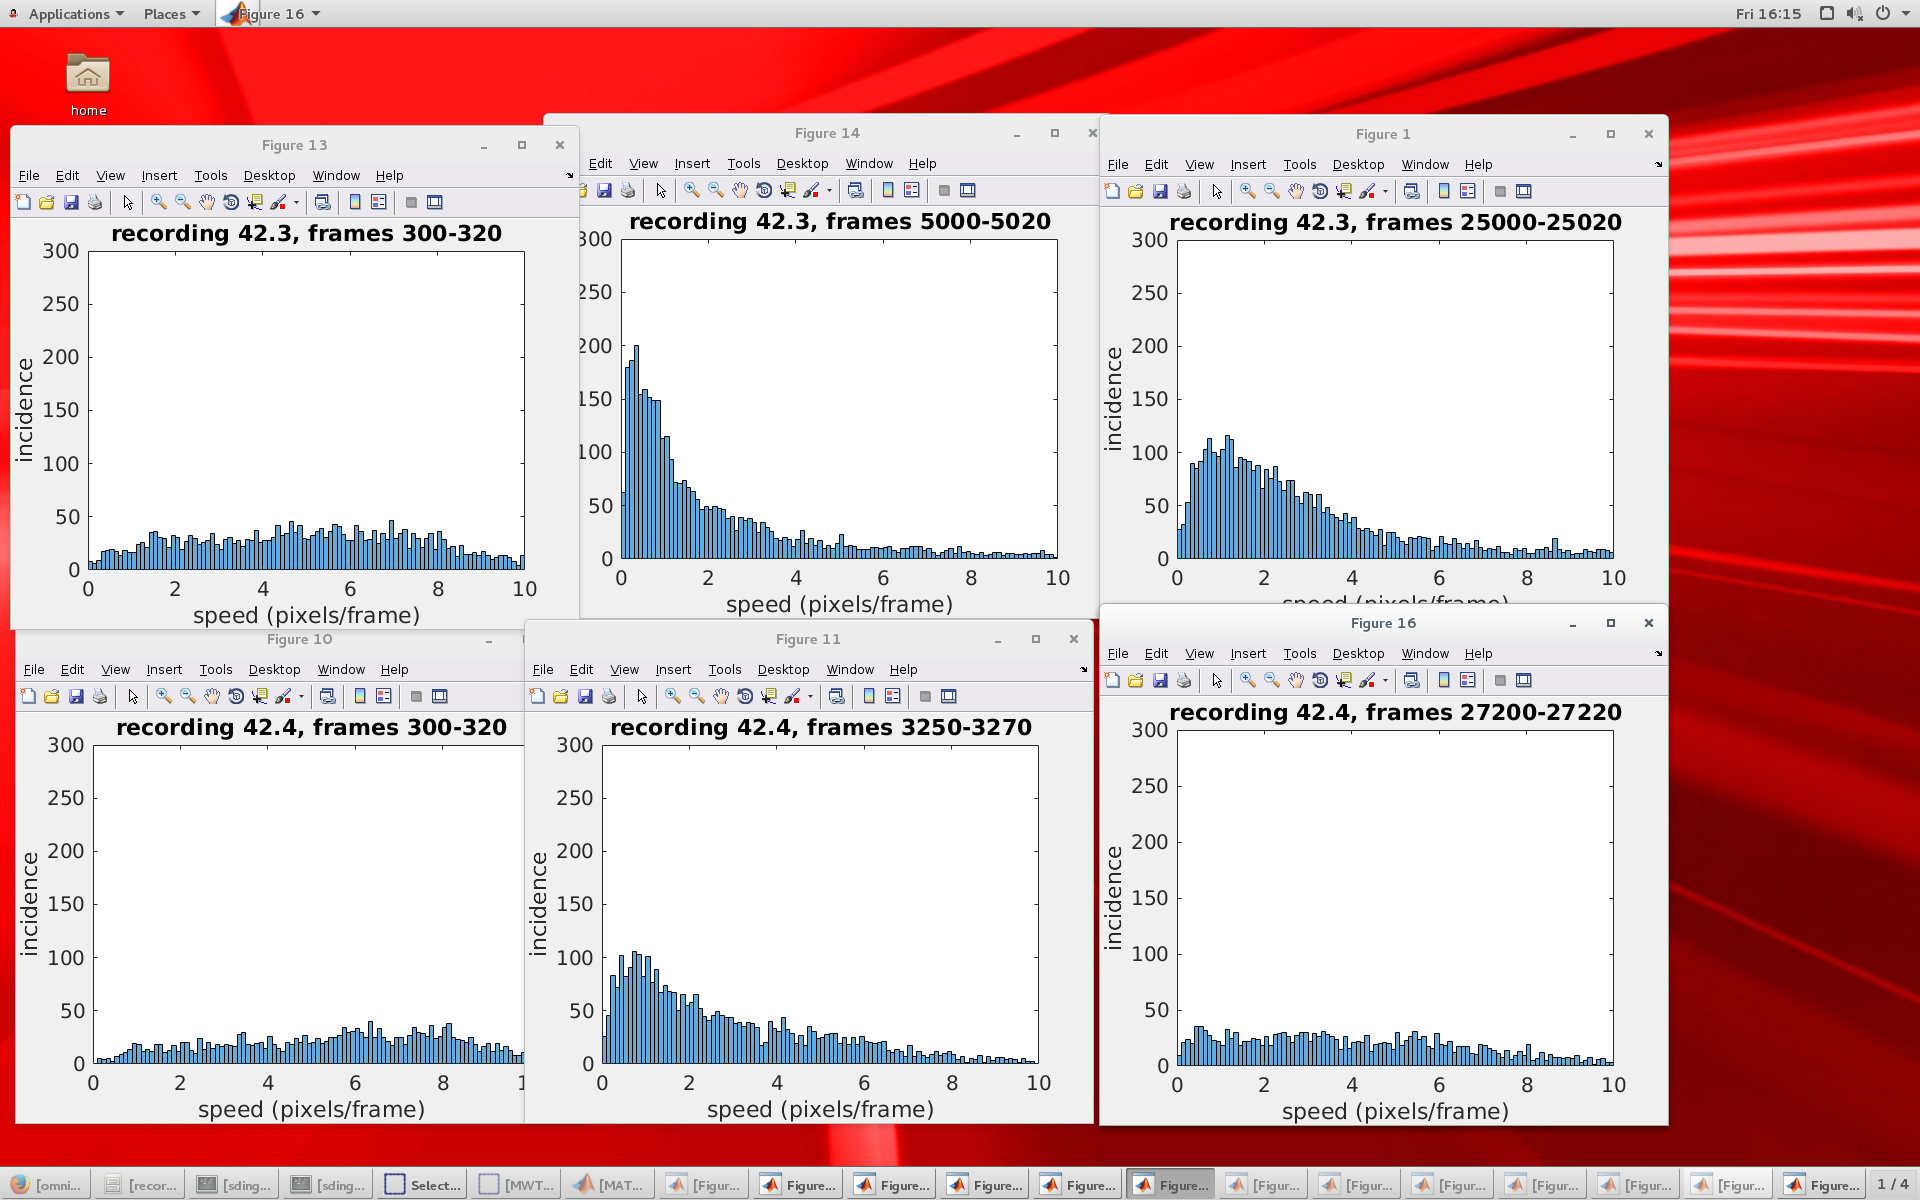 Applications Places Figure 16 Fri 16:15
home
Figure 13
File Edit View Insert Tools Desktop Window Help
recording 42.3, frames 300-320
300
250
200
150
100
50
0
0 2 4 6 8 10
incidence
speed (pixels/frame)
Figure 14
Edit View Insert Tools Desktop Window Help
recording 42.3, frames 5000-5020
300
250
200
150
100
50
0
0 2 4 6 8 10
speed (pixels/frame)
Figure 1
File Edit View Insert Tools Desktop Window Help
recording 42.3, frames 25000-25020
300
250
200
150
100
50
0
0 2 4 6 8 10
incidence
speed (pixels/frame)
Figure 10
File Edit View Insert Tools Desktop Window Help
recording 42.4, frames 300-320
300
250
200
150
100
50
0
0 2 4 6 8
incidence
speed (pixels/frame)
Figure 11
File Edit View Insert Tools Desktop Window Help
recording 42.4, frames 3250-3270
300
250
200
150
100
50
0
0 2 4 6 8 10
incidence
speed (pixels/frame)
Figure 16
File Edit View Insert Tools Desktop Window Help
recording 42.4, frames 27200-27220
300
250
200
150
100
50
0
0 2 4 6 8 10
incidence
speed (pixels/frame)
[omni... [recor... [sding... [sding... Select... [MWT... [MAT... [Figur... Figure... Figure... Figure... Figure... Figure... [Figur... [Figur... [Figur... [Figur... [Figur... [Figur... Figure... 1 / 4